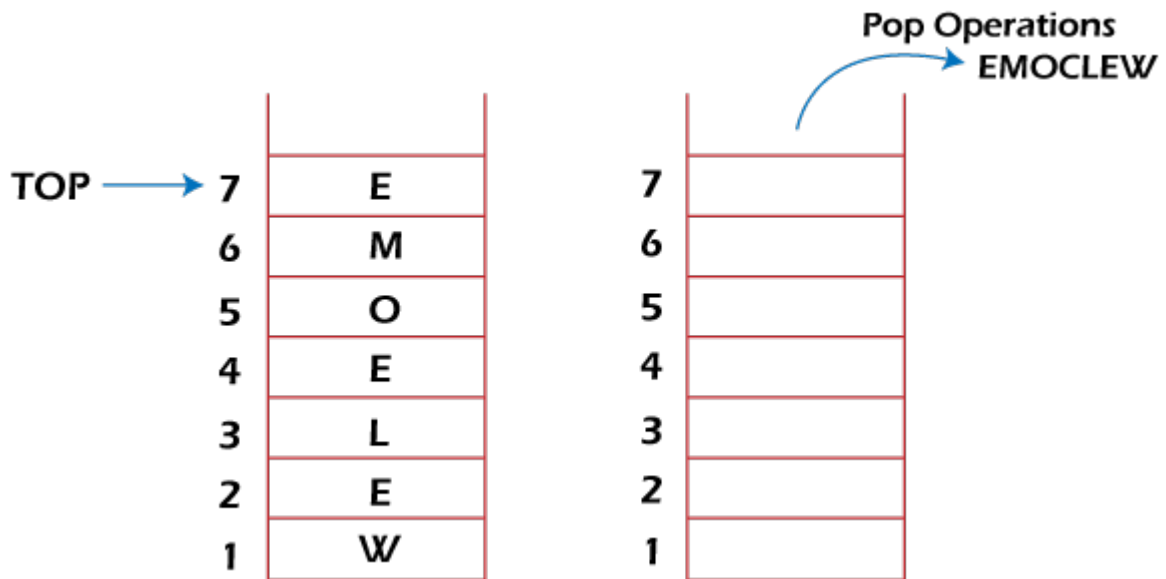 Pop Operations
EMOCLEW
TOP 7 E 7
6 M 6
5 O 5
4 E 4
3 L 3
2 E 2
1 W 1